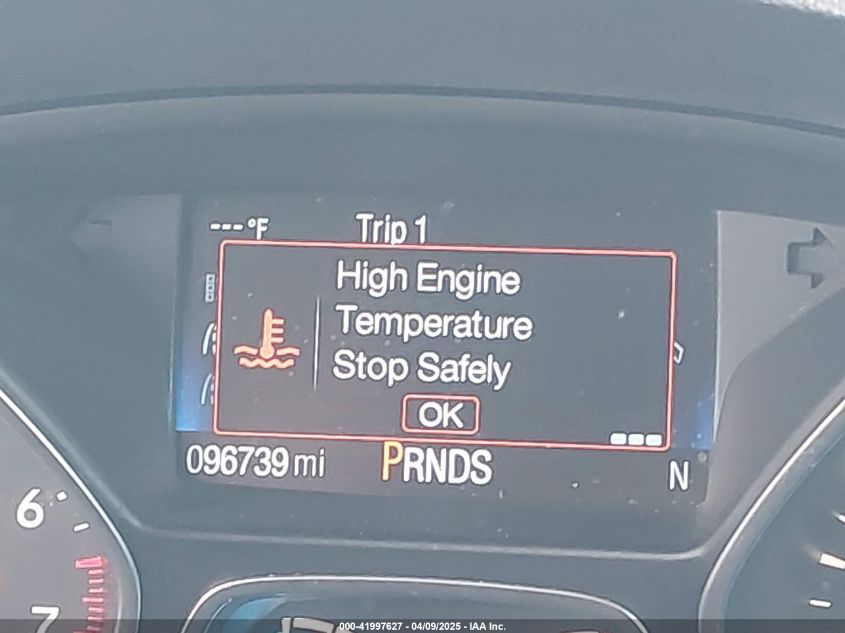 ---°F Trip 1
High Engine
Temperature
Stop Safely
OK
096739 mi PRNDS N
6
7
000-41997627 - 04/09/2025 - IAA Inc.